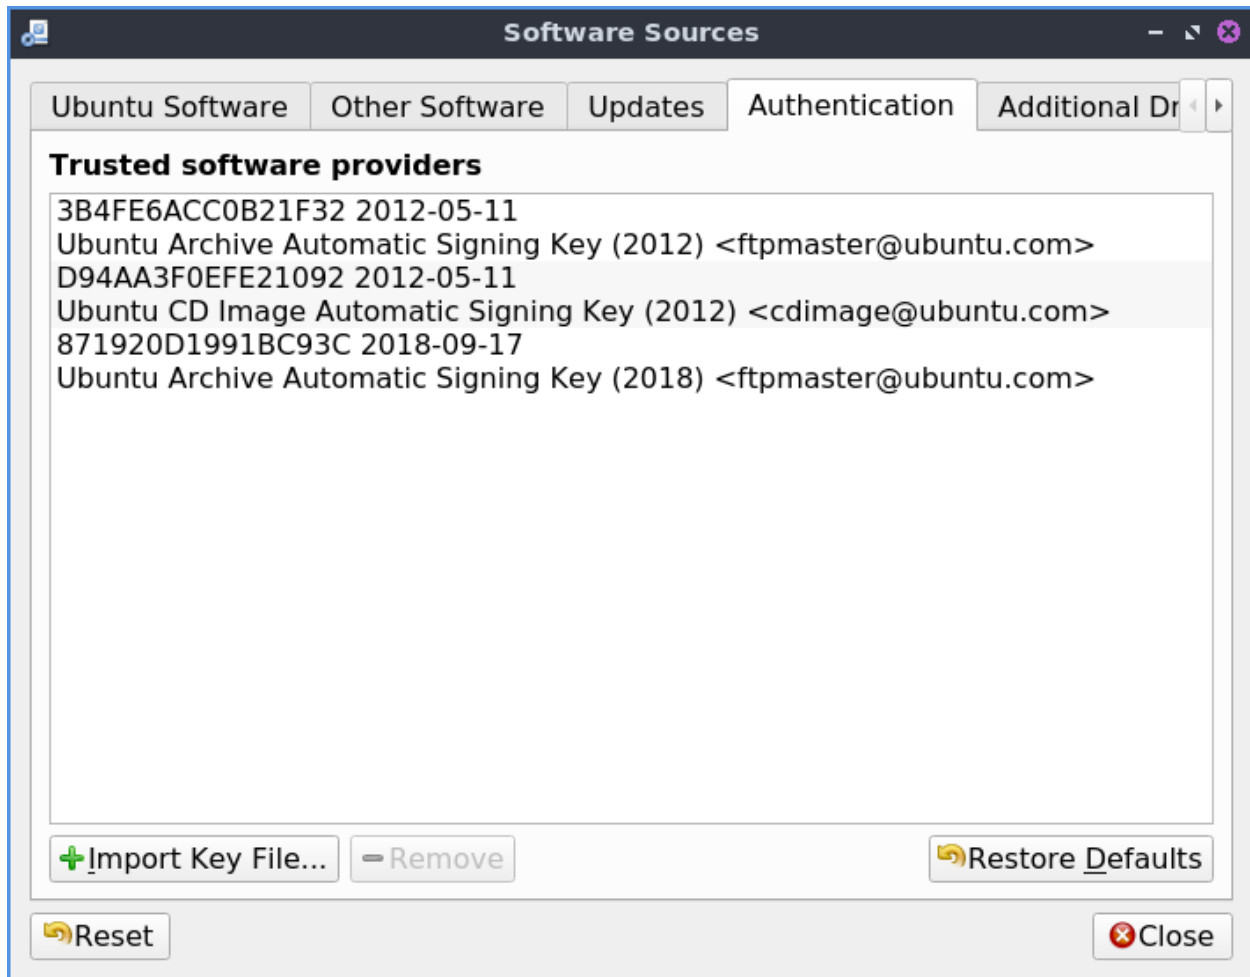 Software Sources
Ubuntu Software
Other Software
Updates
Authentication
Additional Dr
Trusted software providers
3B4FE6ACC0B21F32 2012-05-11
Ubuntu Archive Automatic Signing Key (2012) <ftpmaster@ubuntu.com>
D94AA3F0EFE21092 2012-05-11
Ubuntu CD Image Automatic Signing Key (2012) <cdimage@ubuntu.com>
871920D1991BC93C 2018-09-17
Ubuntu Archive Automatic Signing Key (2018) <ftpmaster@ubuntu.com>
Import Key File...
Remove
Restore Defaults
Reset
Close